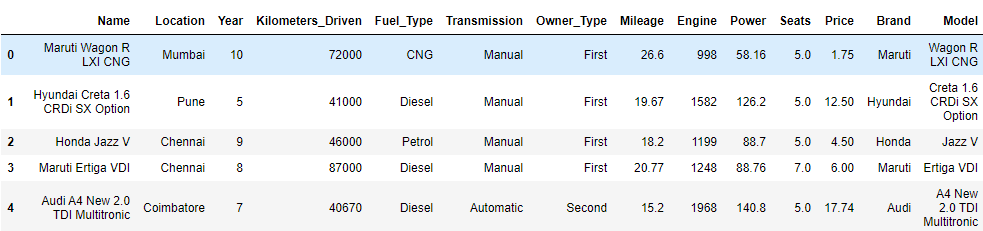 Name Location Year Kilometers_Driven Fuel_Type Transmission Owner_Type Mileage Engine Power Seats Price Brand Model
0 Maruti Wagon R LXI CNG Mumbai 10 72000 CNG Manual First 26.6 998 58.16 5.0 1.75 Maruti Wagon R LXI CNG
1 Hyundai Creta 1.6 CRDi SX Option Pune 5 41000 Diesel Manual First 19.67 1582 126.2 5.0 12.50 Hyundai Creta 1.6 CRDi SX Option
2 Honda Jazz V Chennai 9 46000 Petrol Manual First 18.2 1199 88.7 5.0 4.50 Honda Jazz V
3 Maruti Ertiga VDI Chennai 8 87000 Diesel Manual First 20.77 1248 88.76 7.0 6.00 Maruti Ertiga VDI
4 Audi A4 New 2.0 TDI Multitronic Coimbatore 7 40670 Diesel Automatic Second 15.2 1968 140.8 5.0 17.74 Audi A4 New 2.0 TDI Multitronic